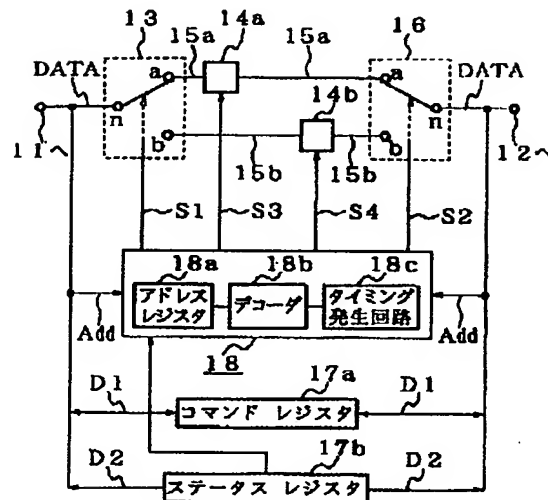 13 14a 16
15a 15a
DATA a a DATA
n 14b n
11 b b 12
15b 15b
S1 S3 S4 S2
18a 18b 18c
アドレス
レジスタ
デコーダ
タイミング
発生回路
Add 18 Add
D1 17a D1
コマンド レジスタ
D2 17b D2
ステータス レジスタ